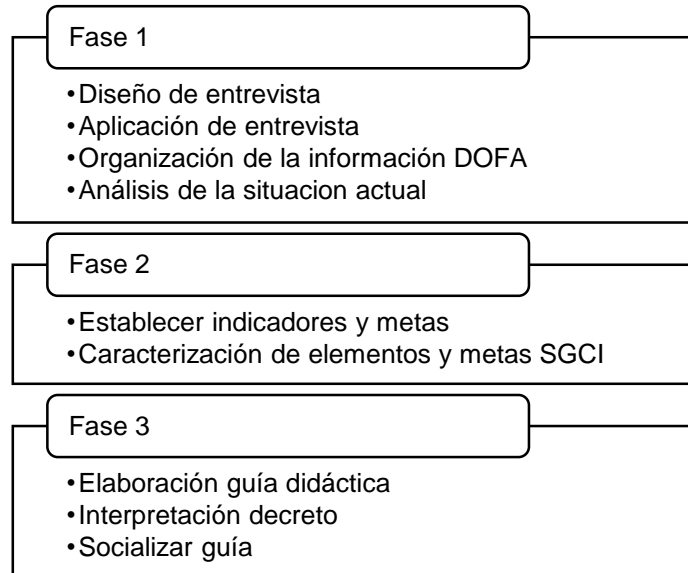 Fase 1
•Diseño de entrevista
•Aplicación de entrevista
•Organización de la información DOFA
•Análisis de la situacion actual
Fase 2
•Establecer indicadores y metas
•Caracterización de elementos y metas SGCI
Fase 3
•Elaboración guía didáctica
•Interpretación decreto
•Socializar guía